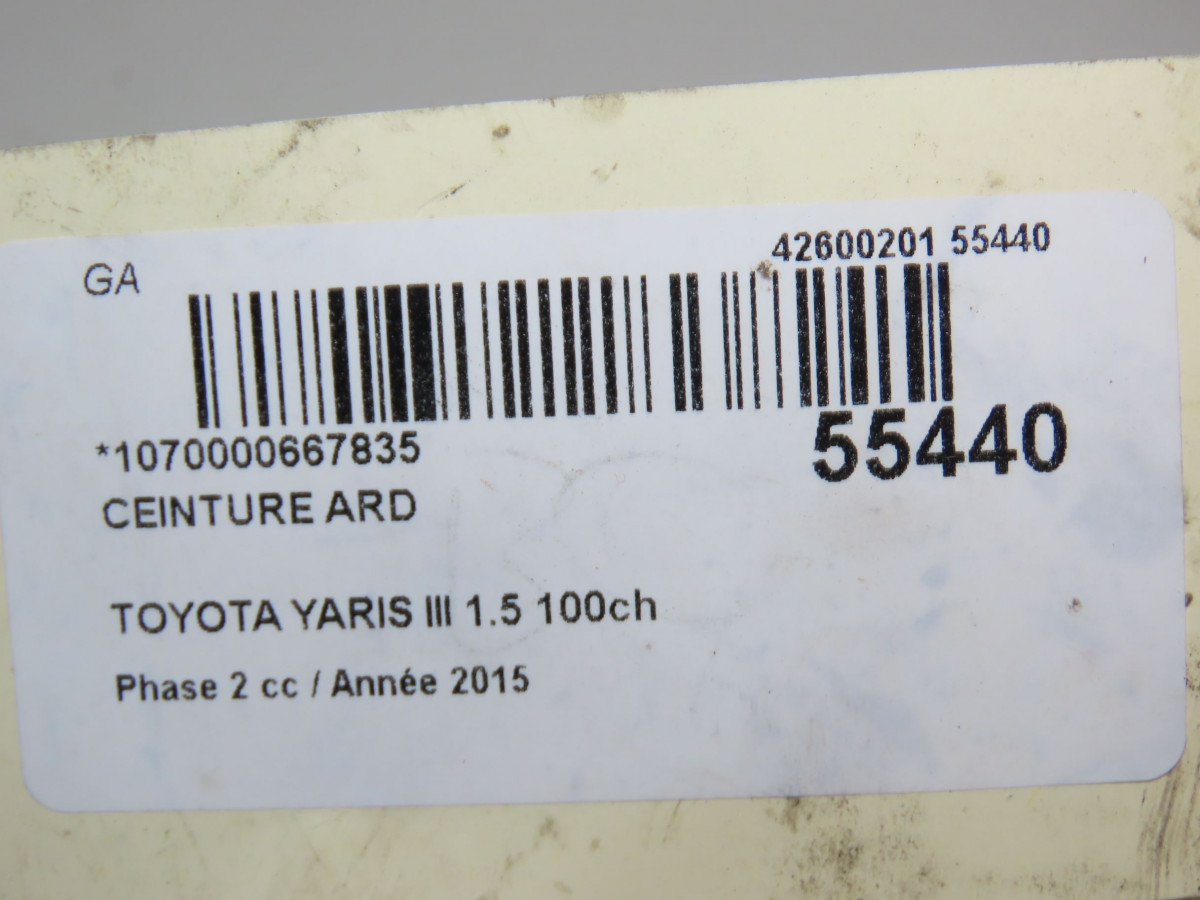 42600201 55440
GA
*1070000667835
55440
CEINTURE ARD
TOYOTA YARIS III 1.5 100ch
Phase 2 cc / Année 2015